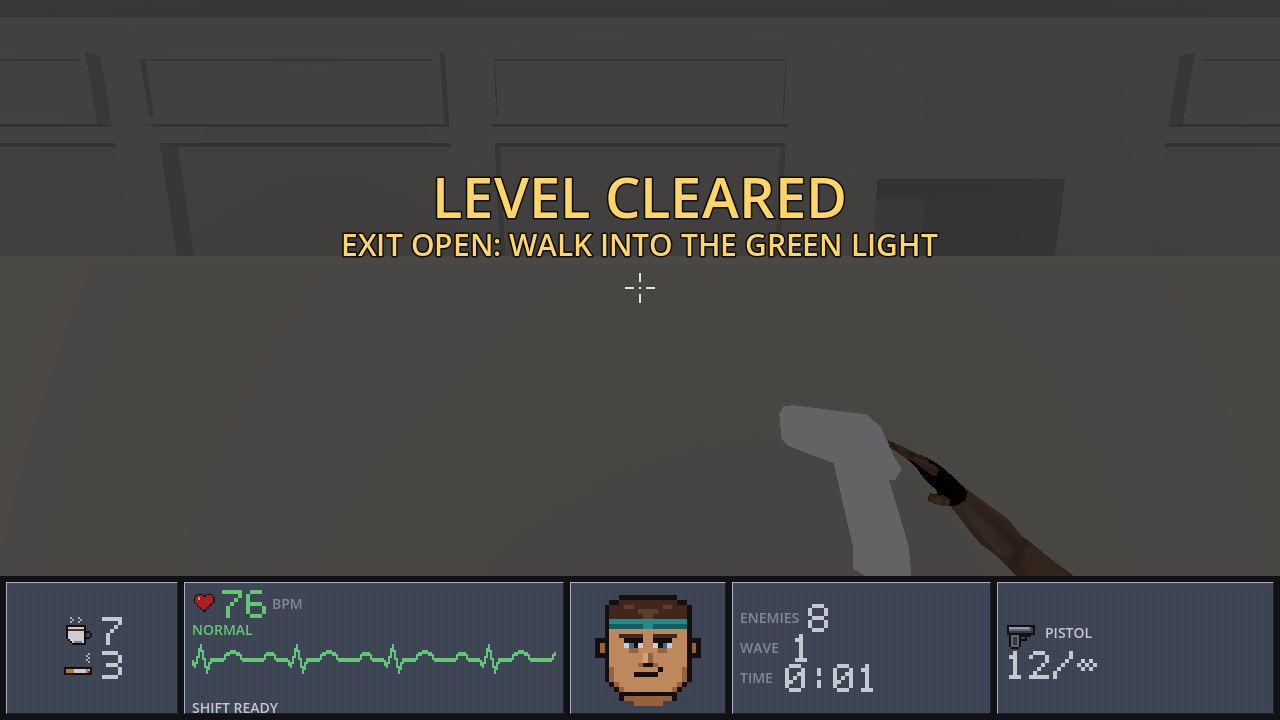 LEVEL CLEARED
EXIT OPEN: WALK INTO THE GREEN LIGHT
7
3
76 BPM
NORMAL
SHIFT READY
ENEMIES 8
WAVE 1
TIME 0:01
PISTOL
12/∞